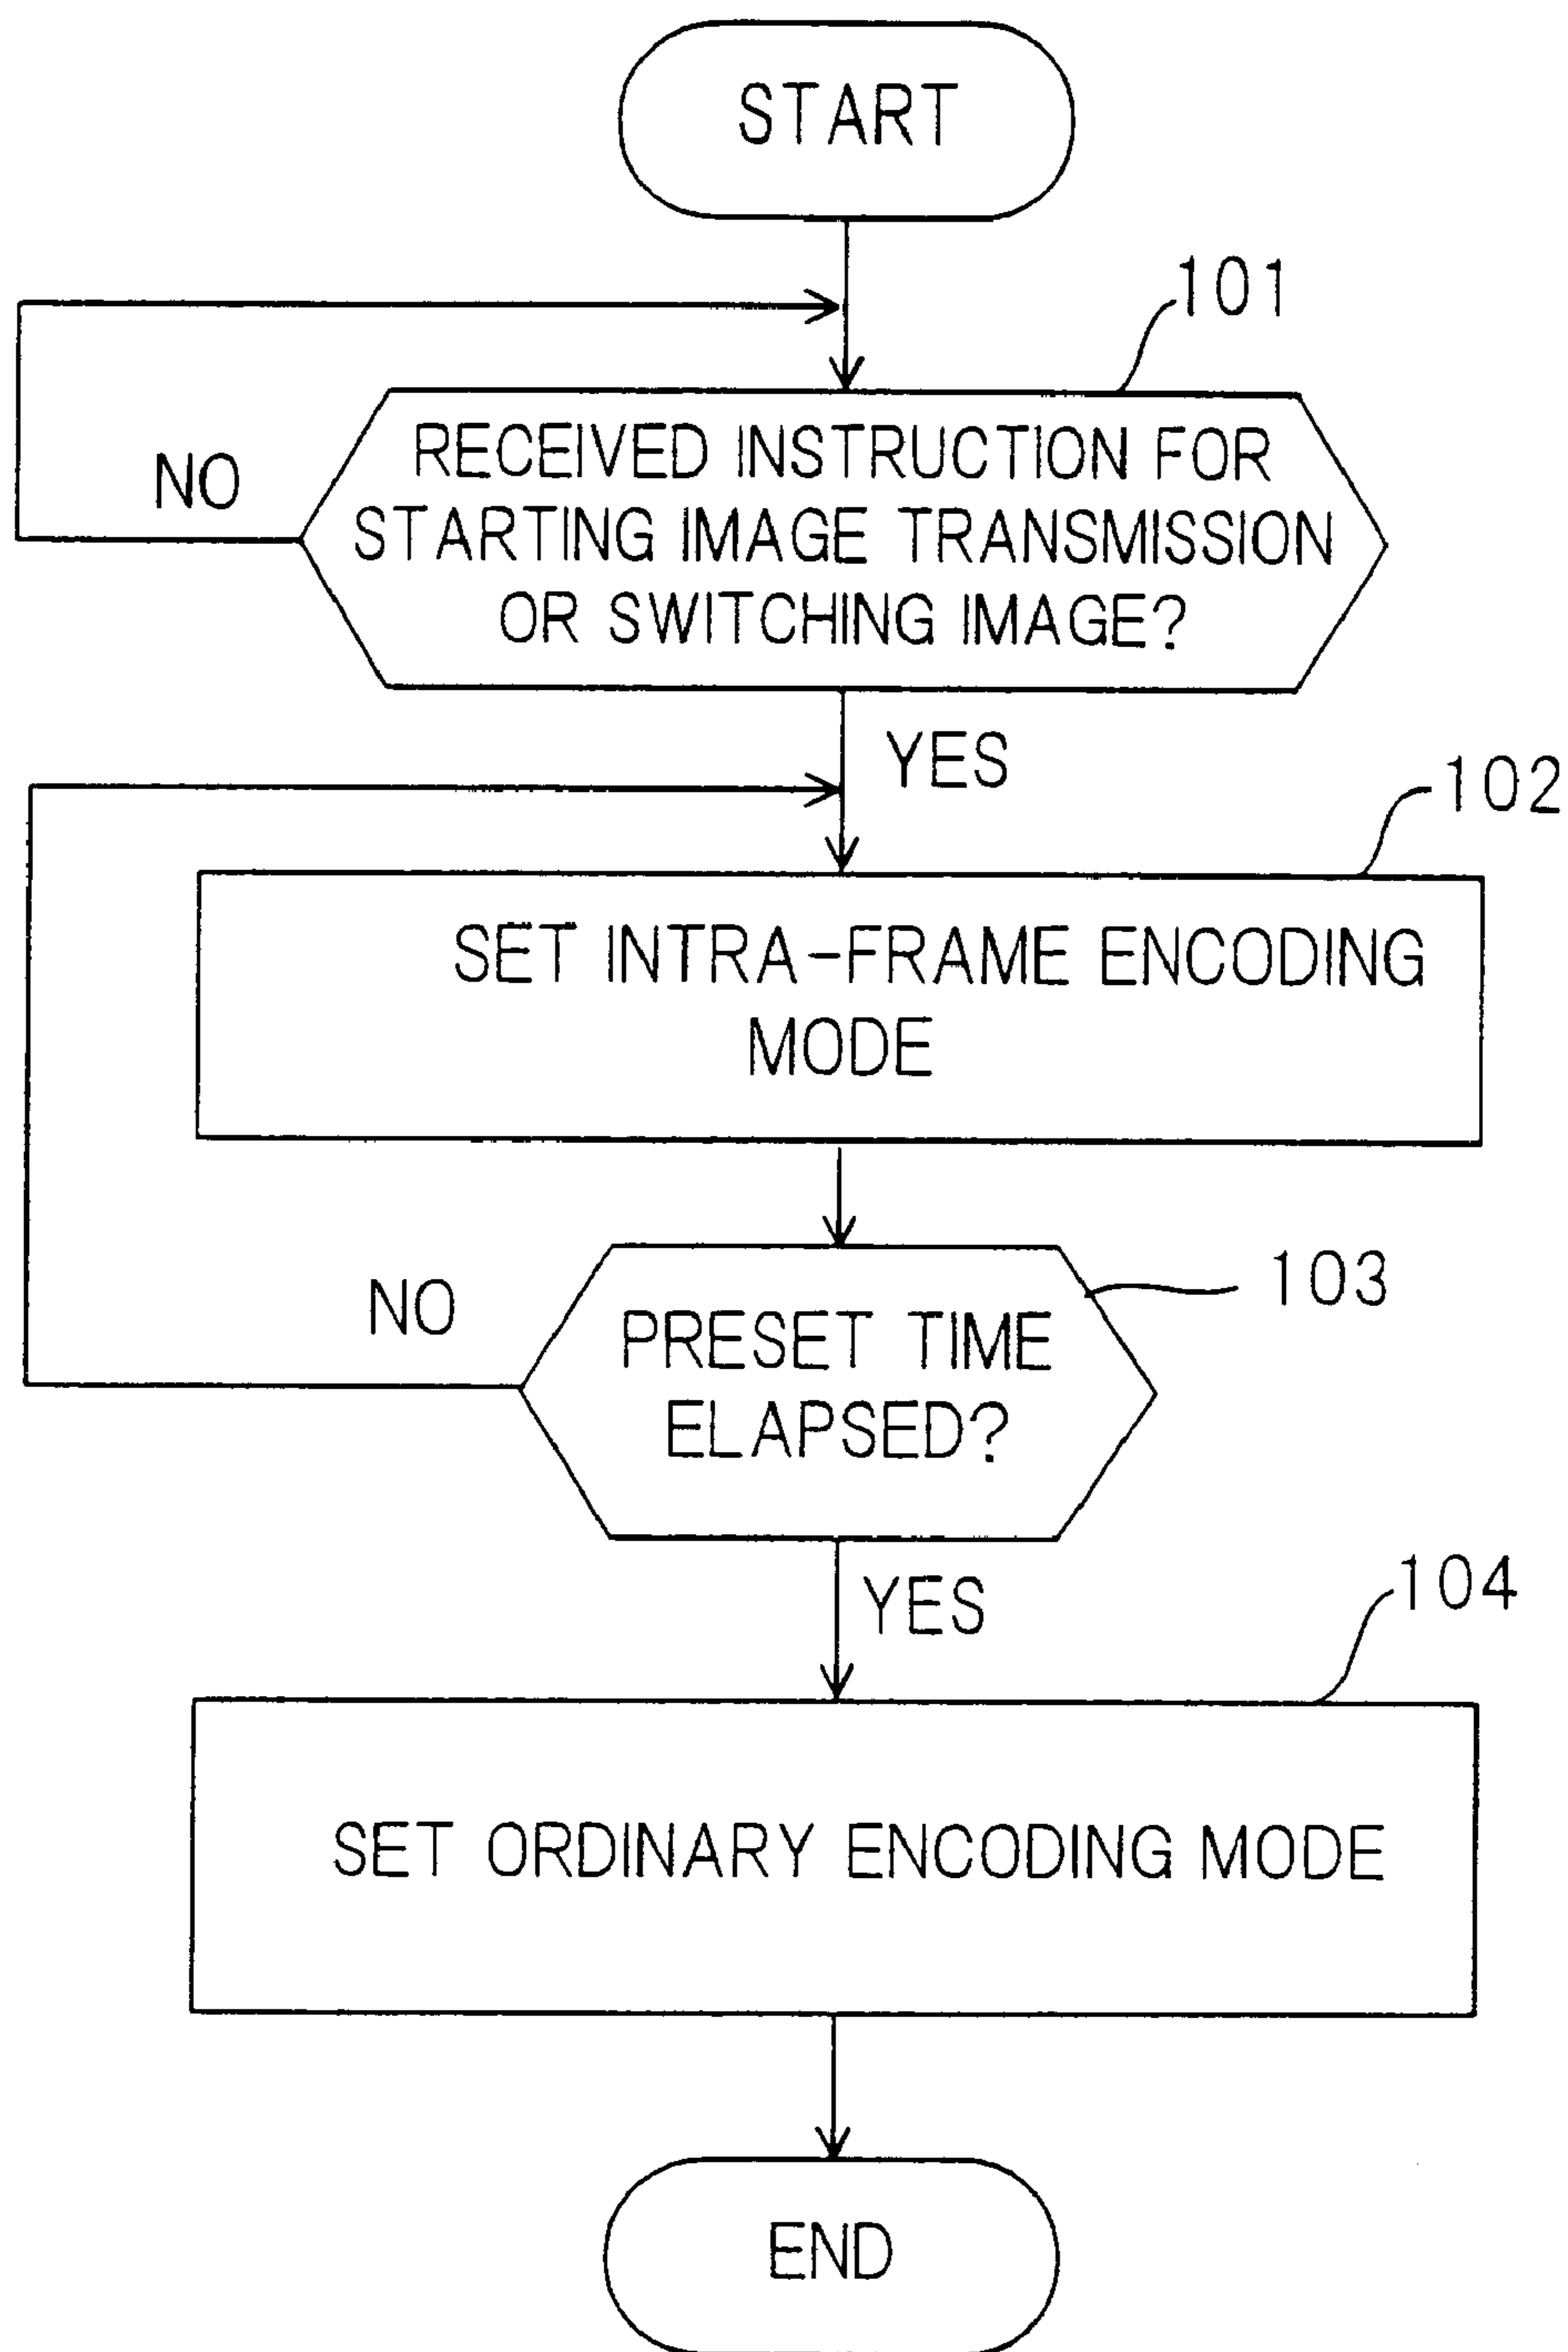 START
101
NO
RECEIVED INSTRUCTION FOR
STARTING IMAGE TRANSMISSION
OR SWITCHING IMAGE?
YES
102
SET INTRA-FRAME ENCODING
MODE
103
NO
PRESET TIME
ELAPSED?
YES
104
SET ORDINARY ENCODING MODE
END